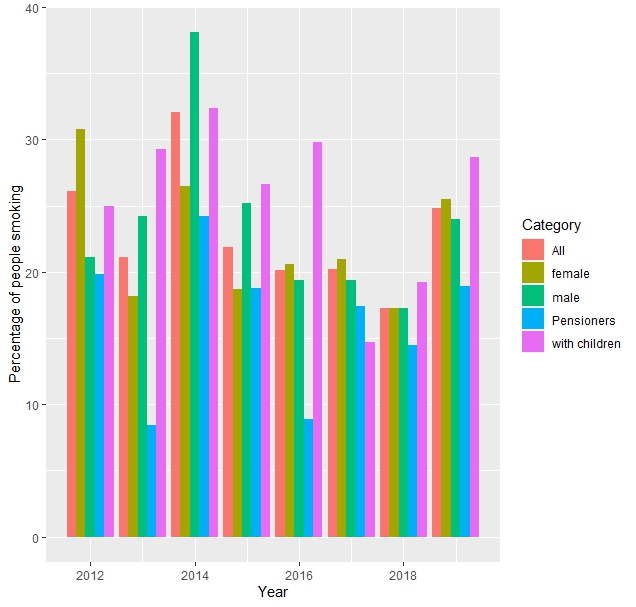 40
30
20
10
0
Percentage of people smoking
2012 2014 2016 2018
Year
Category
All
female
male
Pensioners
with children